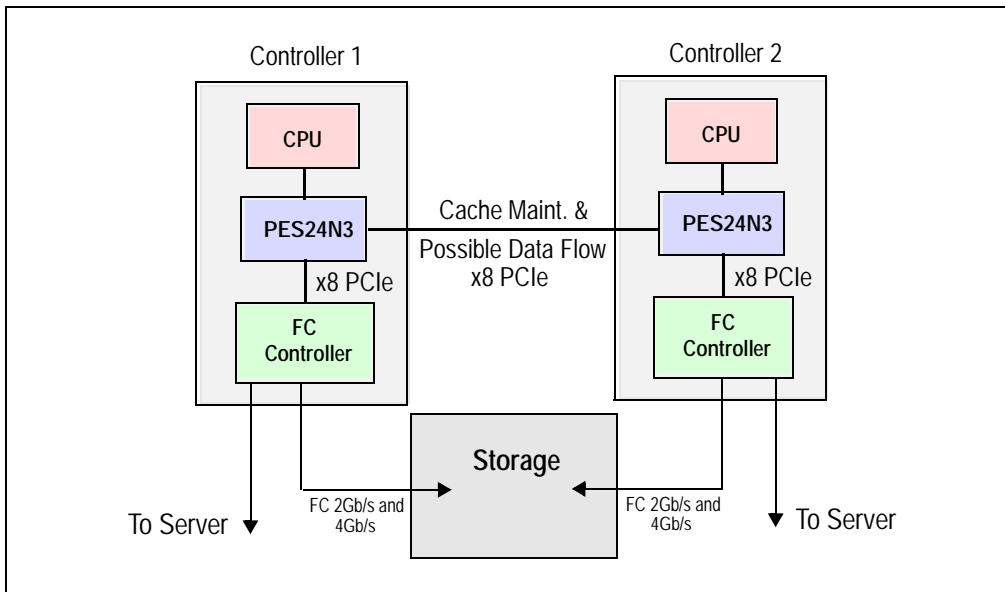 Controller 1
Controller 2
CPU
CPU
PES24N3
Cache Maint. &
Possible Data Flow
x8 PCIe
PES24N3
x8 PCIe
x8 PCIe
FC
Controller
FC
Controller
Storage
FC 2Gb/s and
4Gb/s
FC 2Gb/s and
4Gb/s
To Server
To Server